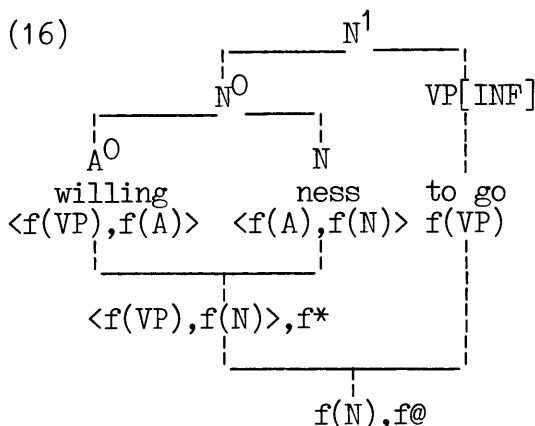 (16)
N¹
N⁰ VP[INF]
A⁰ N
willing ness to go
<f(VP),f(A)> <f(A),f(N)> f(VP)
<f(VP),f(N)>,f*
f(N),f@